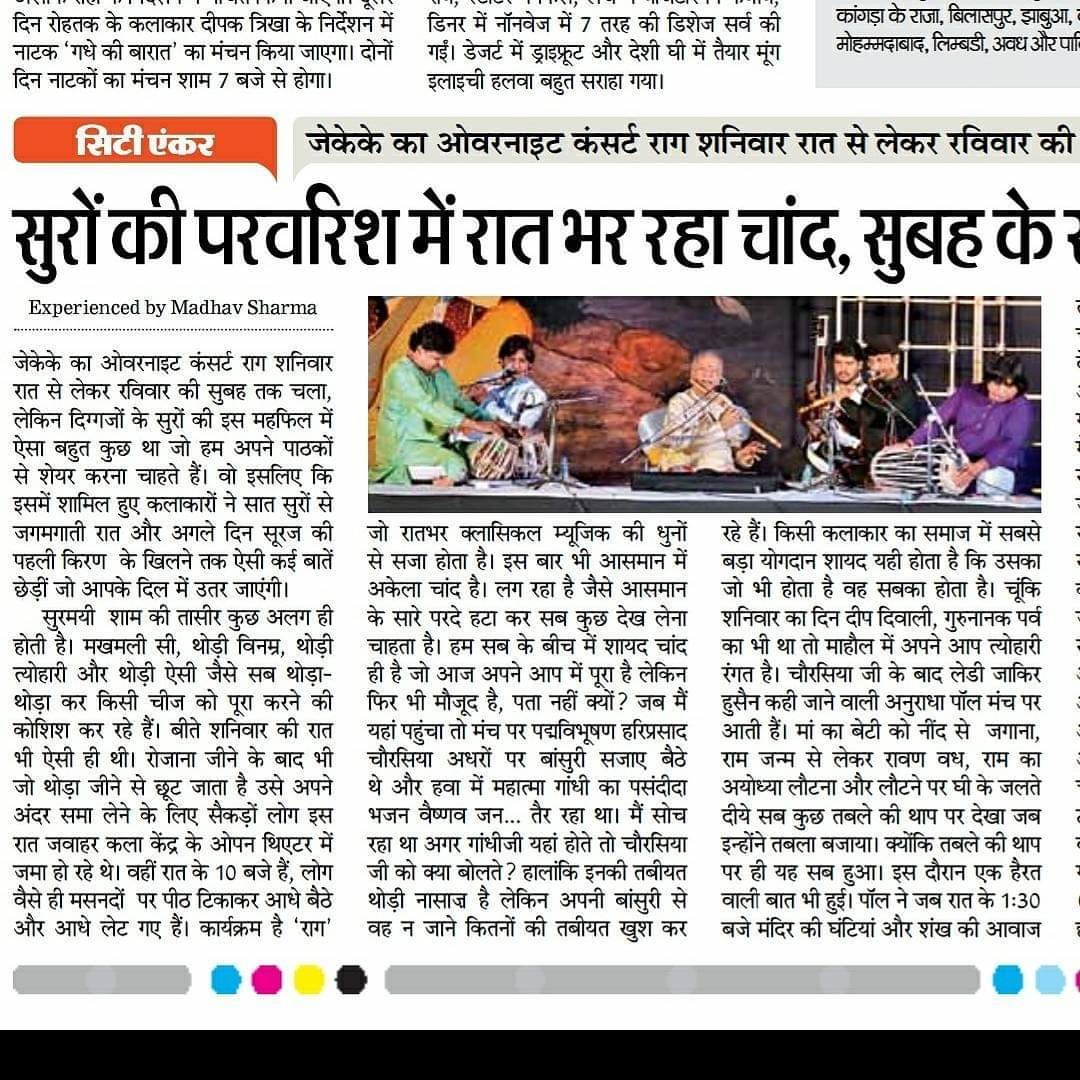 दिन रोहतक के कलाकार दीपक त्रिखा के निर्देशन में
नाटक ‘गधे की बारात’ का मंचन किया जाएगा। दोनों
दिन नाटकों का मंचन शाम 7 बजे से होगा।
डिनर में नॉनवेज में 7 तरह की डिशेज सर्व की
गईं। डेजर्ट में ड्राइफ्रूट और देशी घी में तैयार मूंग
इलाइची हलवा बहुत सराहा गया।
कांगड़ा के राजा, बिलासपुर, झाबुआ,
मोहम्मदाबाद, लिम्बडी, अवध और
सिटी एंकर
जेकेके का ओवरनाइट कंसर्ट राग शनिवार रात से लेकर रविवार की
सुरों की परवरिश में रात भर रहा चांद, सुबह के
Experienced by Madhav Sharma
जेकेके का ओवरनाइट कंसर्ट राग शनिवार
रात से लेकर रविवार की सुबह तक चला,
लेकिन दिग्गजों के सुरों की इस महफिल में
ऐसा बहुत कुछ था जो हम अपने पाठकों
से शेयर करना चाहते हैं। वो इसलिए कि
इसमें शामिल हुए कलाकारों ने सात सुरों से
जगमगाती रात और अगले दिन सूरज की
पहली किरण के खिलने तक ऐसी कई बातें
छेड़ीं जो आपके दिल में उतर जाएंगी।
सुरमयी शाम की तासीर कुछ अलग ही
होती है। मखमली सी, थोड़ी विनम्र, थोड़ी
त्योहारी और थोड़ी ऐसी जैसे सब थोड़ा-
थोड़ा कर किसी चीज को पूरा करने की
कोशिश कर रहे हैं। बीते शनिवार की रात
भी ऐसी ही थी। रोजाना जीने के बाद भी
जो थोड़ा जीने से छूट जाता है उसे अपने
अंदर समा लेने के लिए सैकड़ों लोग इस
रात जवाहर कला केंद्र के ओपन थिएटर में
जमा हो रहे थे। वहीं रात के 10 बजे हैं, लोग
वैसे ही मसनदों पर पीठ टिकाकर आधे बैठे
और आधे लेट गए हैं। कार्यक्रम है ‘राग’
जो रातभर क्लासिकल म्यूजिक की धुनों
से सजा होता है। इस बार भी आसमान में
अकेला चांद है। लग रहा है जैसे आसमान
के सारे परदे हटा कर सब कुछ देख लेना
चाहता है। हम सब के बीच में शायद चांद
ही है जो आज अपने आप में पूरा है लेकिन
फिर भी मौजूद है, पता नहीं क्यों? जब मैं
यहां पहुंचा तो मंच पर पद्मविभूषण हरिप्रसाद
चौरसिया अधरों पर बांसुरी सजाए बैठे
थे और हवा में महात्मा गांधी का पसंदीदा
भजन वैष्णव जन... तैर रहा था। मैं सोच
रहा था अगर गांधीजी यहां होते तो चौरसिया
जी को क्या बोलते? हालांकि इनकी तबीयत
थोड़ी नासाज़ है लेकिन अपनी बांसुरी से
वह न जाने कितनों की तबीयत खुश कर
रहे हैं। किसी कलाकार का समाज में सबसे
बड़ा योगदान शायद यही होता है कि उसका
जो भी होता है वह सबका होता है। चूंकि
शनिवार का दिन दीप दिवाली, गुरुनानक पर्व
का भी था तो माहौल में अपने आप त्योहारी
रंगत है। चौरसिया जी के बाद लेडी जाकिर
हुसैन कही जाने वाली अनुराधा पॉल मंच पर
आती हैं। मां का बेटी को नींद से जगाना,
राम जन्म से लेकर रावण वध, राम का
अयोध्या लौटना और लौटने पर घी के जलते
दीये सब कुछ तबले की थाप पर देखा जब
इन्होंने तबला बजाया। क्योंकि तबले की थाप
पर ही यह सब हुआ। इस दौरान एक हैरत
वाली बात भी हुई। पॉल ने जब रात के 1:30
बजे मंदिर की घंटियां और शंख की आवाज